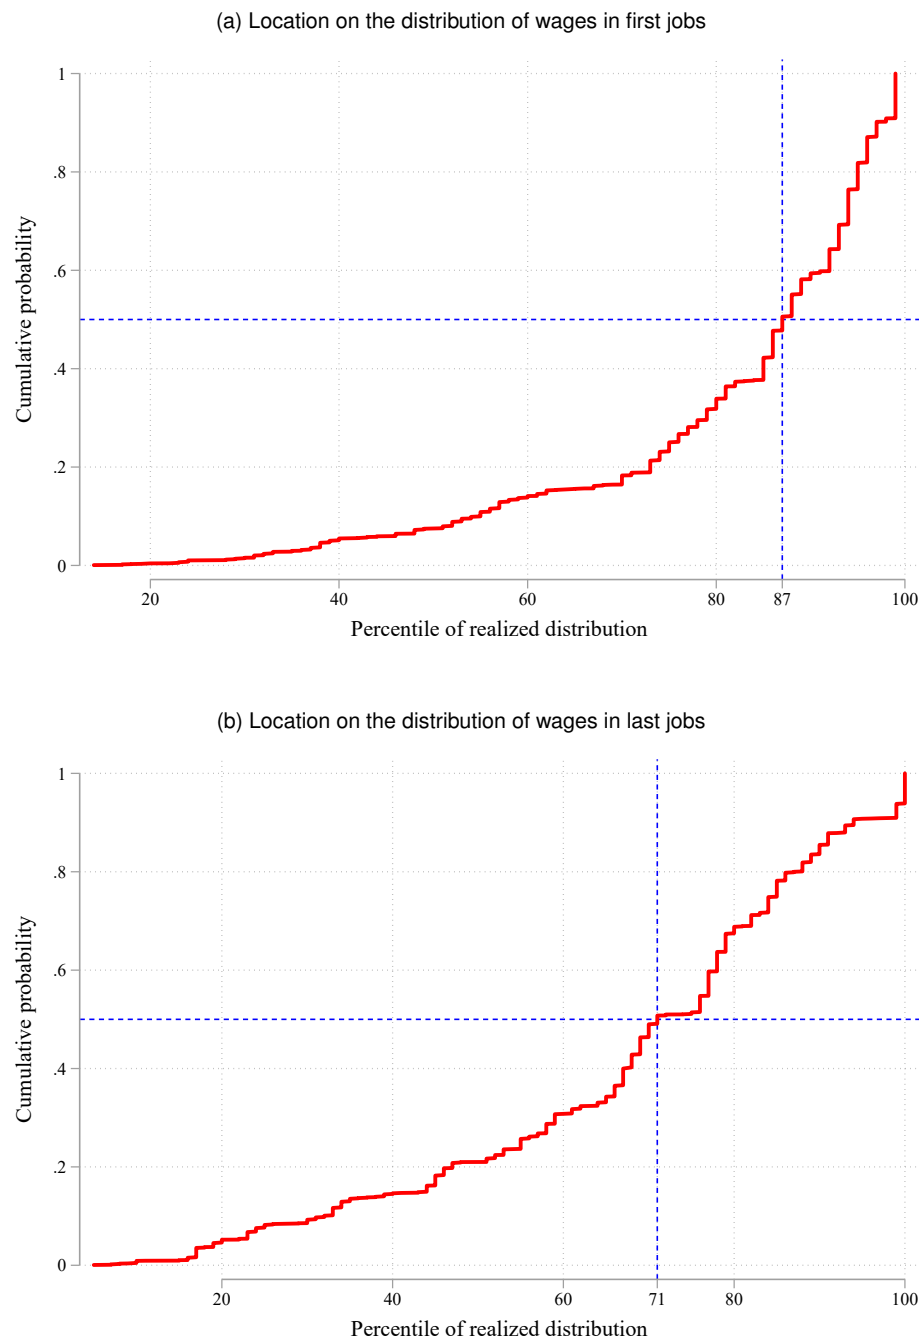 (a) Location on the distribution of wages in first jobs
1
.8
.6
.4
.2
0
Cumulative probability
20 40 60 80 87 100
Percentile of realized distribution
(b) Location on the distribution of wages in last jobs
1
.8
.6
.4
.2
0
Cumulative probability
20 40 60 71 80 100
Percentile of realized distribution